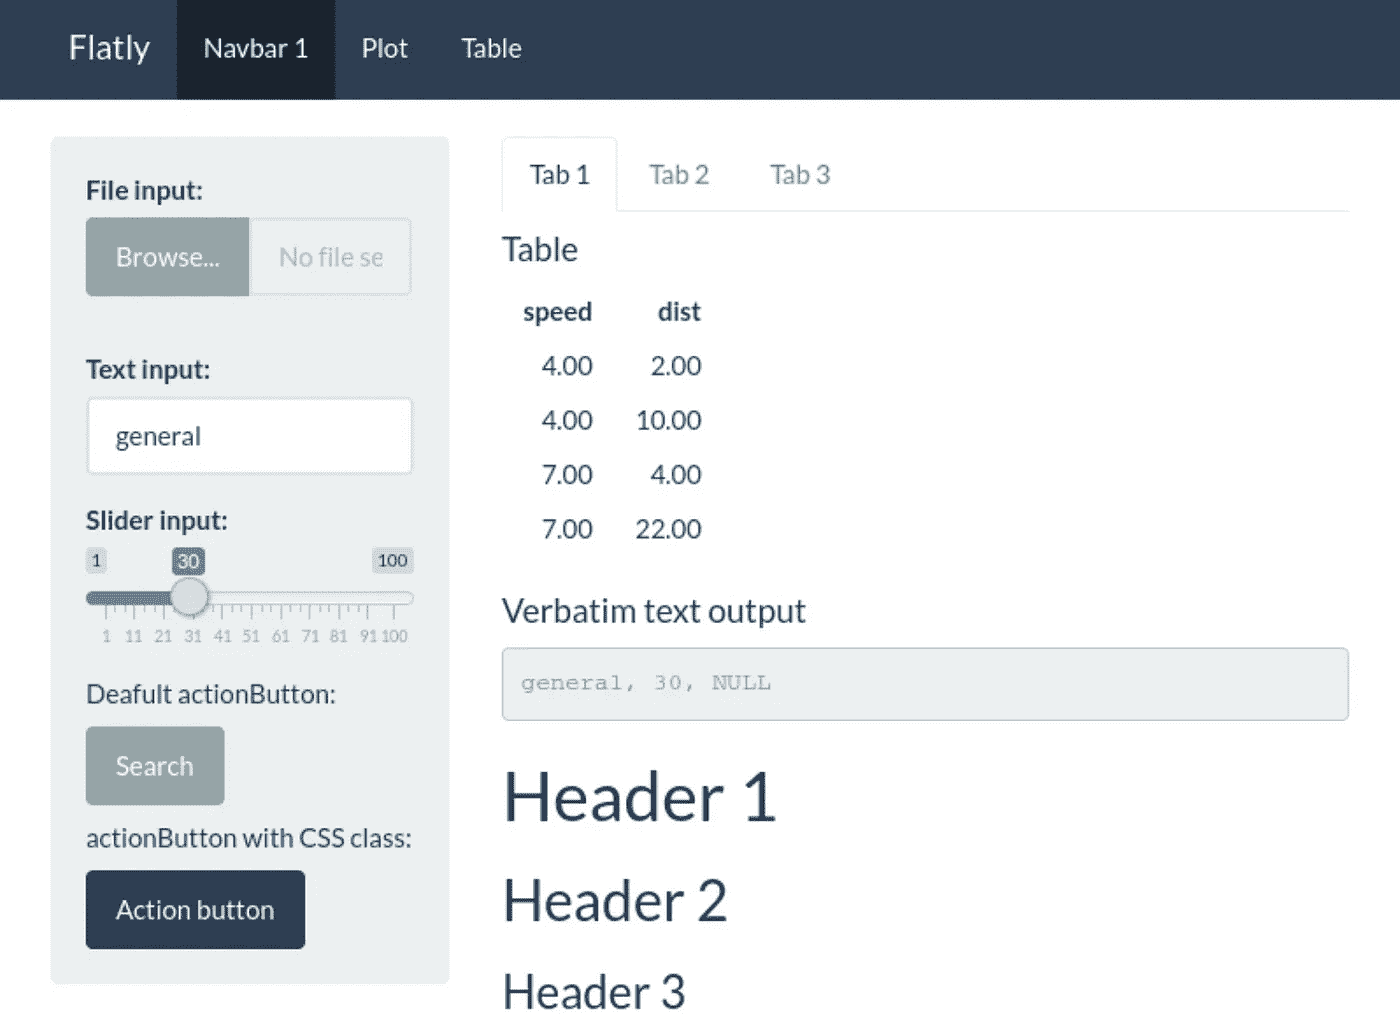 Flatly Navbar 1 Plot Table
File input:
Browse... No file se
Text input:
general
Slider input:
1 30 100
1 11 21 31 41 51 61 71 81 91 100
Deafult actionButton:
Search
actionButton with CSS class:
Action button
Tab 1 Tab 2 Tab 3
Table
speed dist
4.00 2.00
4.00 10.00
7.00 4.00
7.00 22.00
Verbatim text output
general, 30, NULL
Header 1
Header 2
Header 3